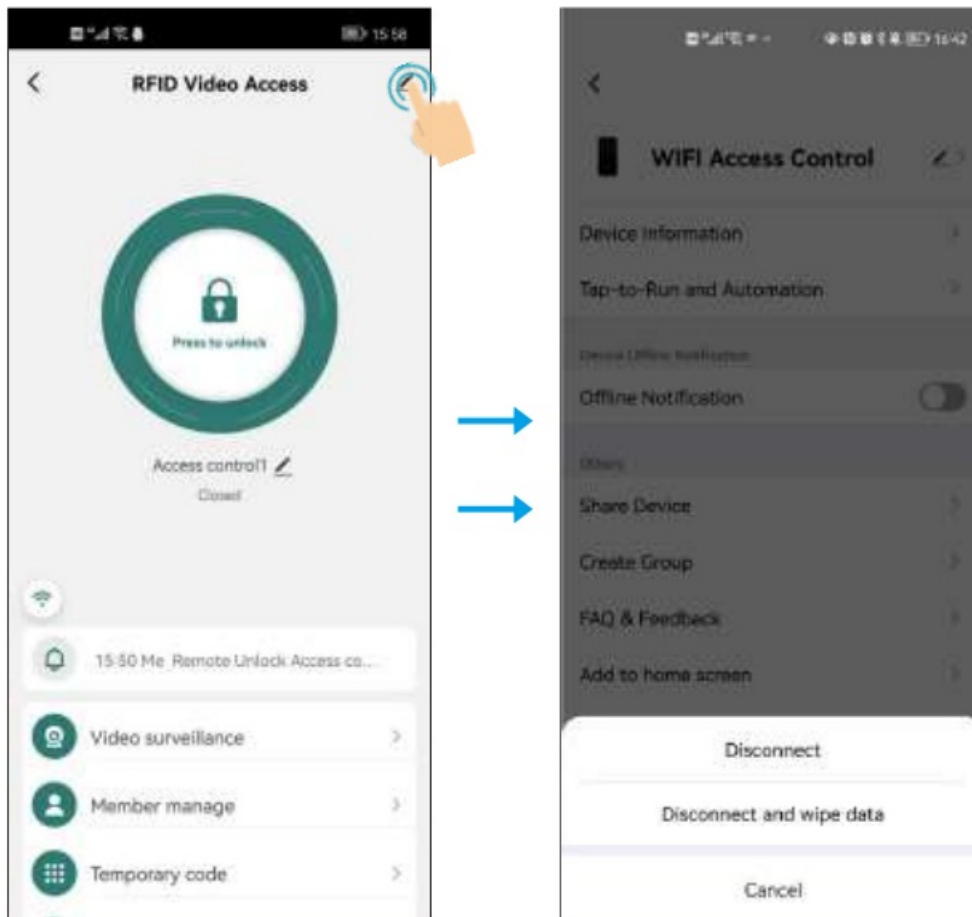 15:58
RFID Video Access
Press to unlock
Access control1
Closed
15:50 Me Remote Unlock Access co...
Video surveillance
Member manage
Temporary code
16:42
WIFI Access Control
Device Information
Tap-to-Run and Automation
Device Offline Notification
Offline Notification
Others
Share Device
Create Group
FAQ & Feedback
Add to home screen
Disconnect
Disconnect and wipe data
Cancel